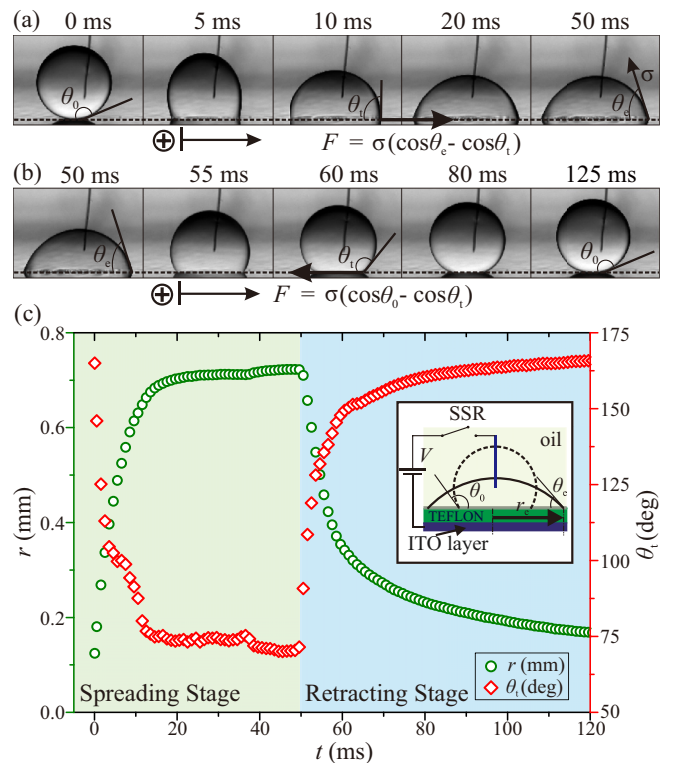 (a) 0 ms 5 ms 10 ms 20 ms 50 ms
θ₀ θₜ θₑ σ
⊕ F = σ(cosθₑ- cosθₜ)
(b) 50 ms 55 ms 60 ms 80 ms 125 ms
θₑ θₜ θ₀
⊕ F = σ(cosθ₀- cosθₜ)
(c)
0.8
0.6
0.4
0.2
0.0
r (mm)
175
150
125
100
75
50
θₜ(deg)
SSR
oil
V
θ₀ θₑ
rₑ
TEFLON
ITO layer
Spreading Stage
Retracting Stage
r (mm)
θₜ(deg)
0 20 40 60 80 100 120
t (ms)